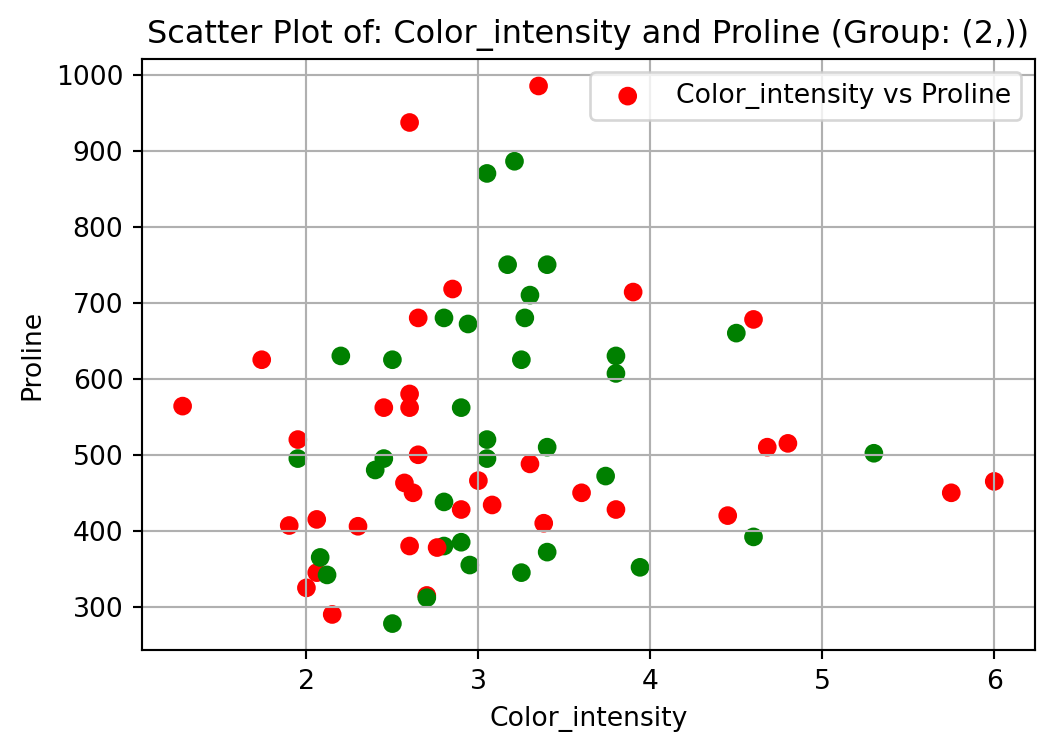 Scatter Plot of: Color_intensity and Proline (Group: (2,))
Color_intensity vs Proline
1000
900
800
700
600
500
400
300
Proline
2 3 4 5 6
Color_intensity